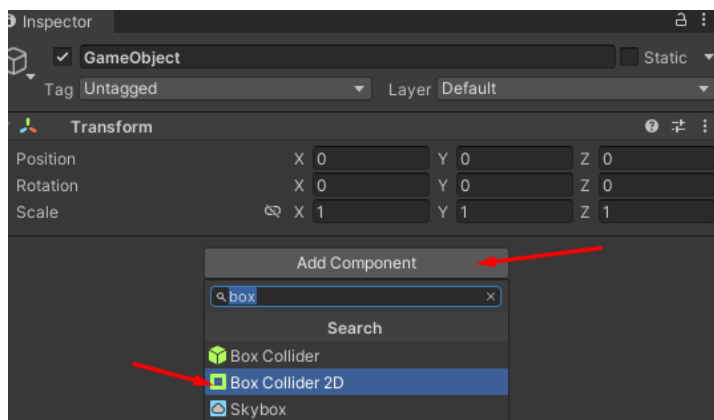 Inspector
GameObject Static
Tag Untagged Layer Default
Transform
Position X 0 Y 0 Z 0
Rotation X 0 Y 0 Z 0
Scale X 1 Y 1 Z 1
Add Component
box
Search
Box Collider
Box Collider 2D
Skybox